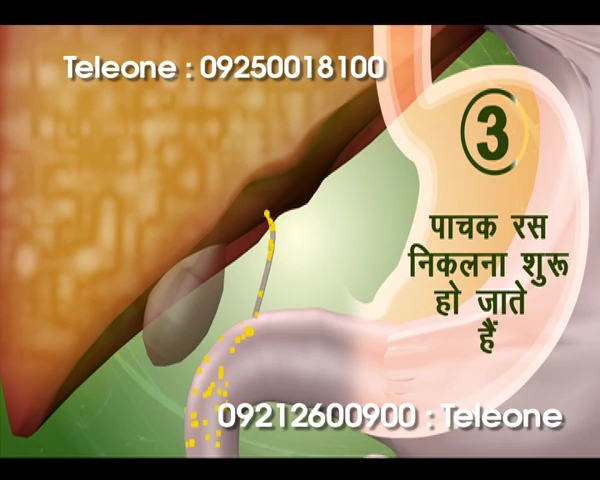 Teleone : 09250018100
3
पाचक रस
निकलना शुरू
हो जाते
हैं
09212600900 : Teleone